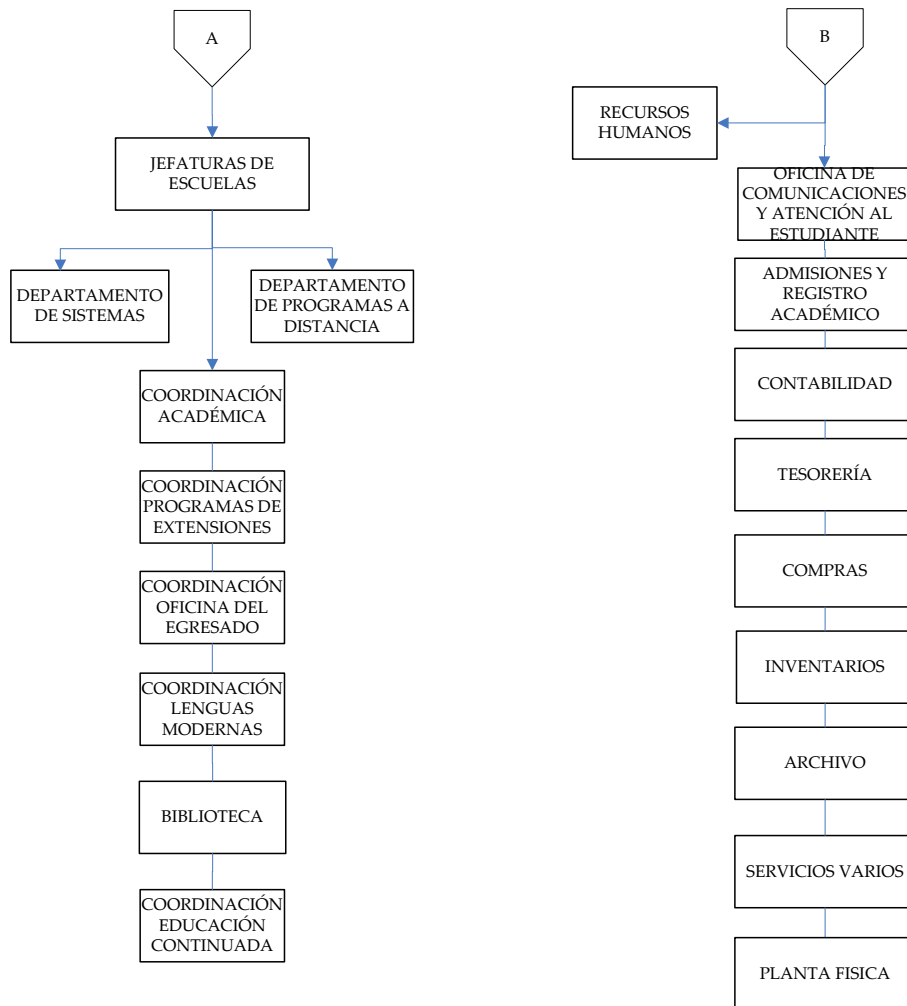 A
JEFATURAS DE
ESCUELAS
DEPARTAMENTO
DE SISTEMAS
DEPARTAMENTO
DE PROGRAMAS A
DISTANCIA
COORDINACIÓN
ACADÉMICA
COORDINACIÓN
PROGRAMAS DE
EXTENSIONES
COORDINACIÓN
OFICINA DEL
EGRESADO
COORDINACIÓN
LENGUAS
MODERNAS
BIBLIOTECA
COORDINACIÓN
EDUCACIÓN
CONTINUADA
B
RECURSOS
HUMANOS
OFICINA DE
COMUNICACIONES
Y ATENCIÓN AL
ESTUDIANTE
ADMISIONES Y
REGISTRO
ACADÉMICO
CONTABILIDAD
TESORERÍA
COMPRAS
INVENTARIOS
ARCHIVO
SERVICIOS VARIOS
PLANTA FISICA